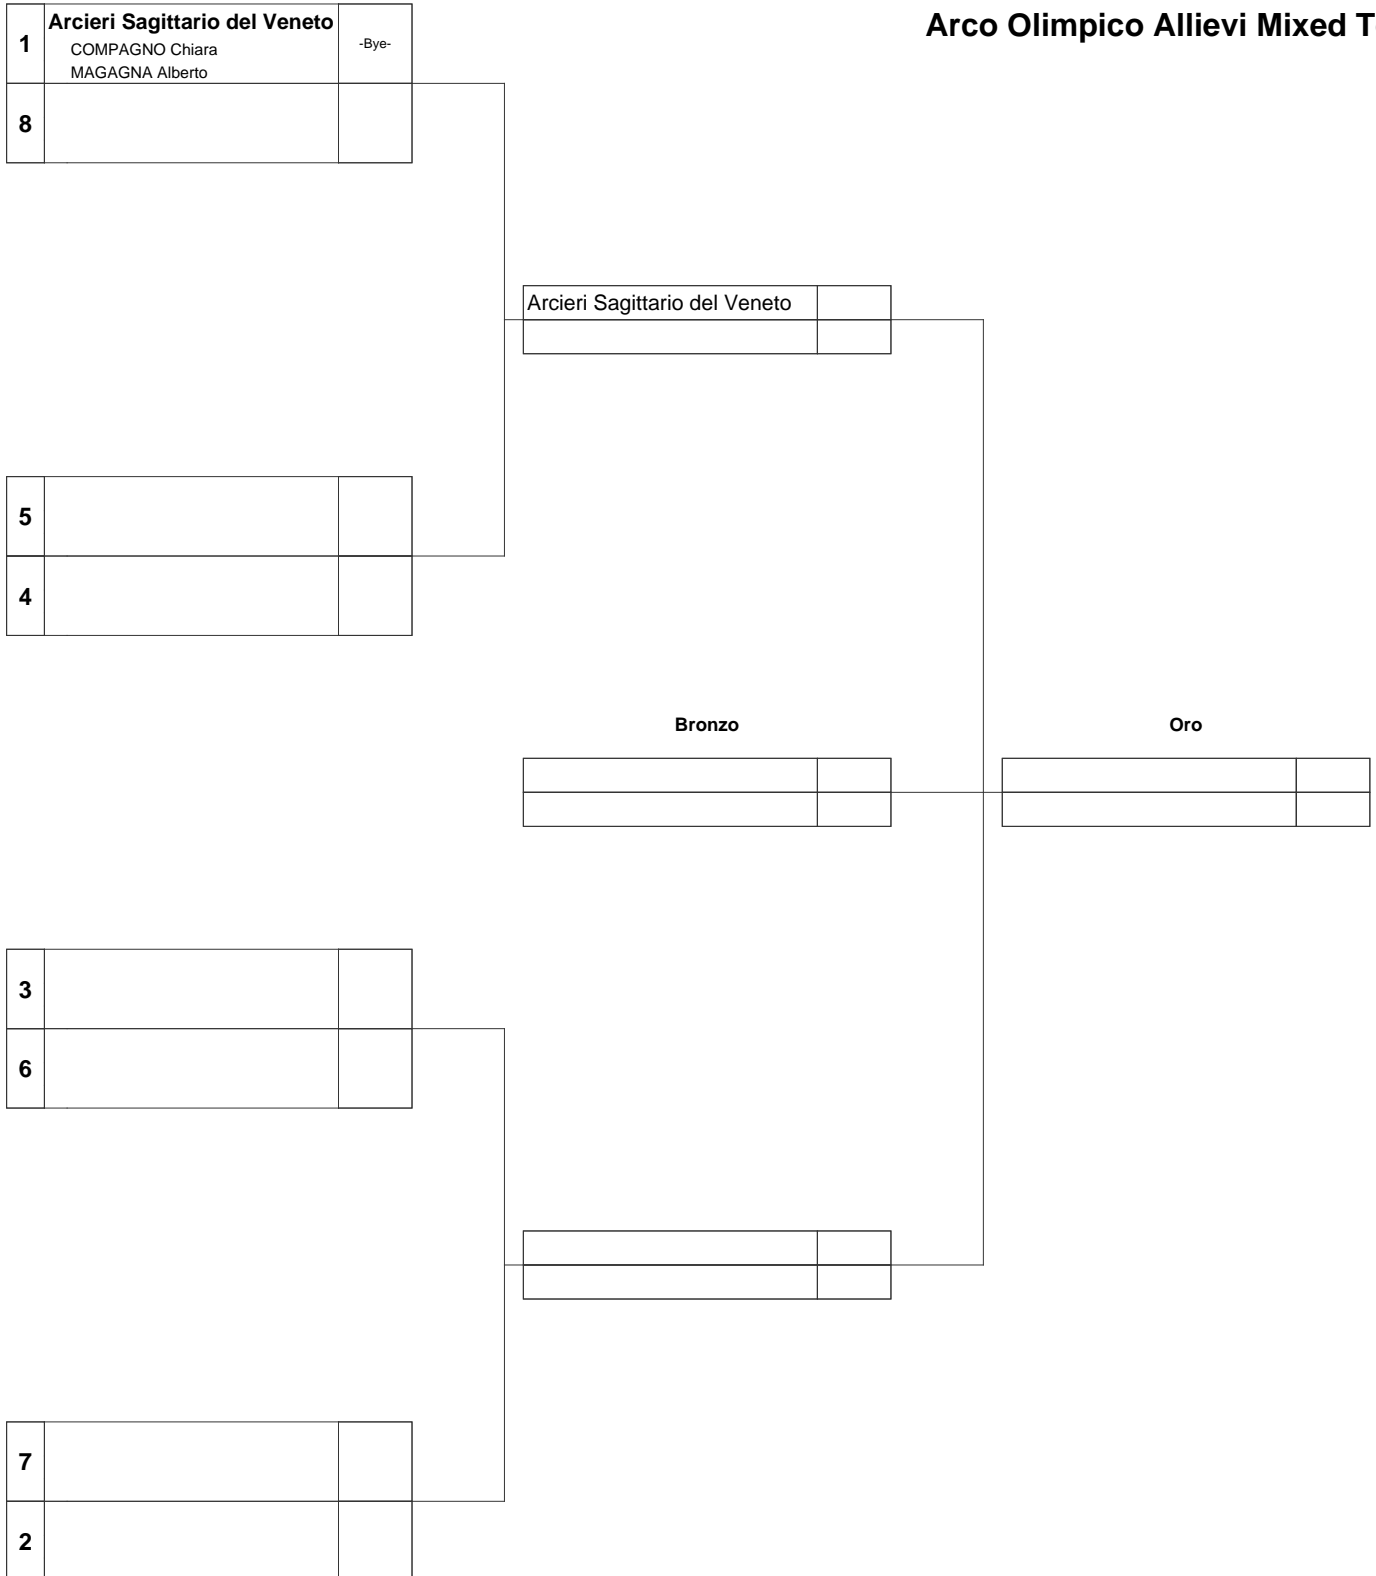 Arco Olimpico Allievi Mixed T
1
Arcieri Sagittario del Veneto
COMPAGNO Chiara
MAGAGNA Alberto
-Bye-
8
Arcieri Sagittario del Veneto
5
4
Bronzo
Oro
3
6
7
2